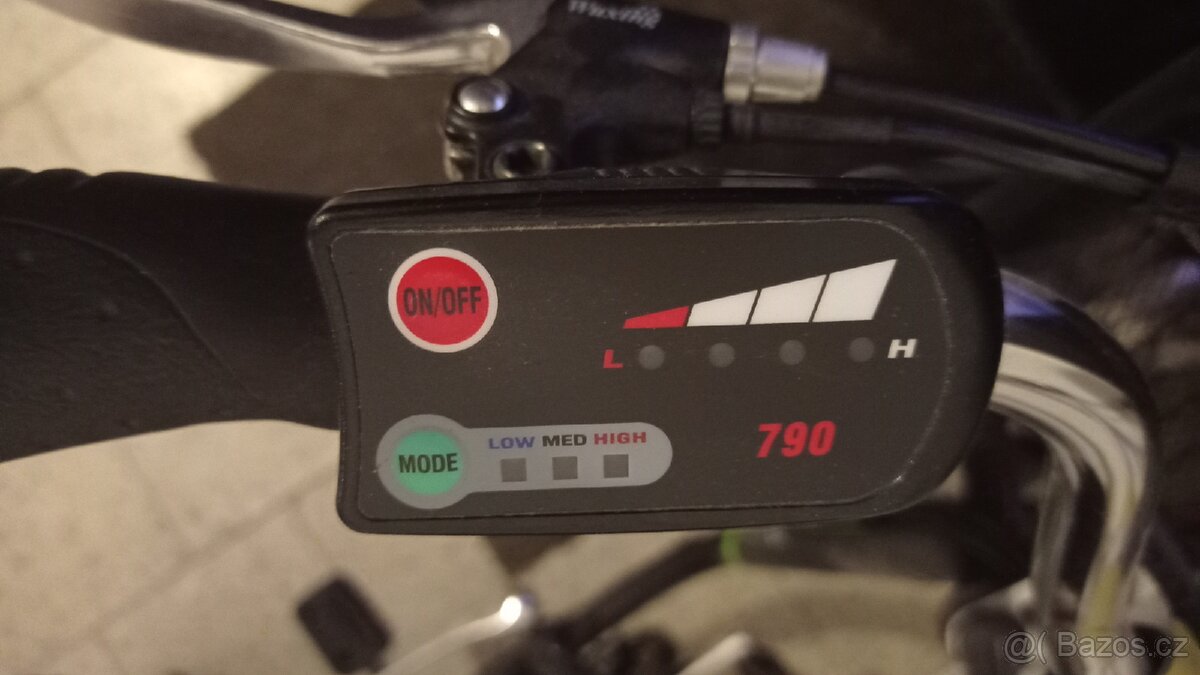 ON/OFF
L H
LOW MED HIGH
MODE
790
@( Bazos.cz